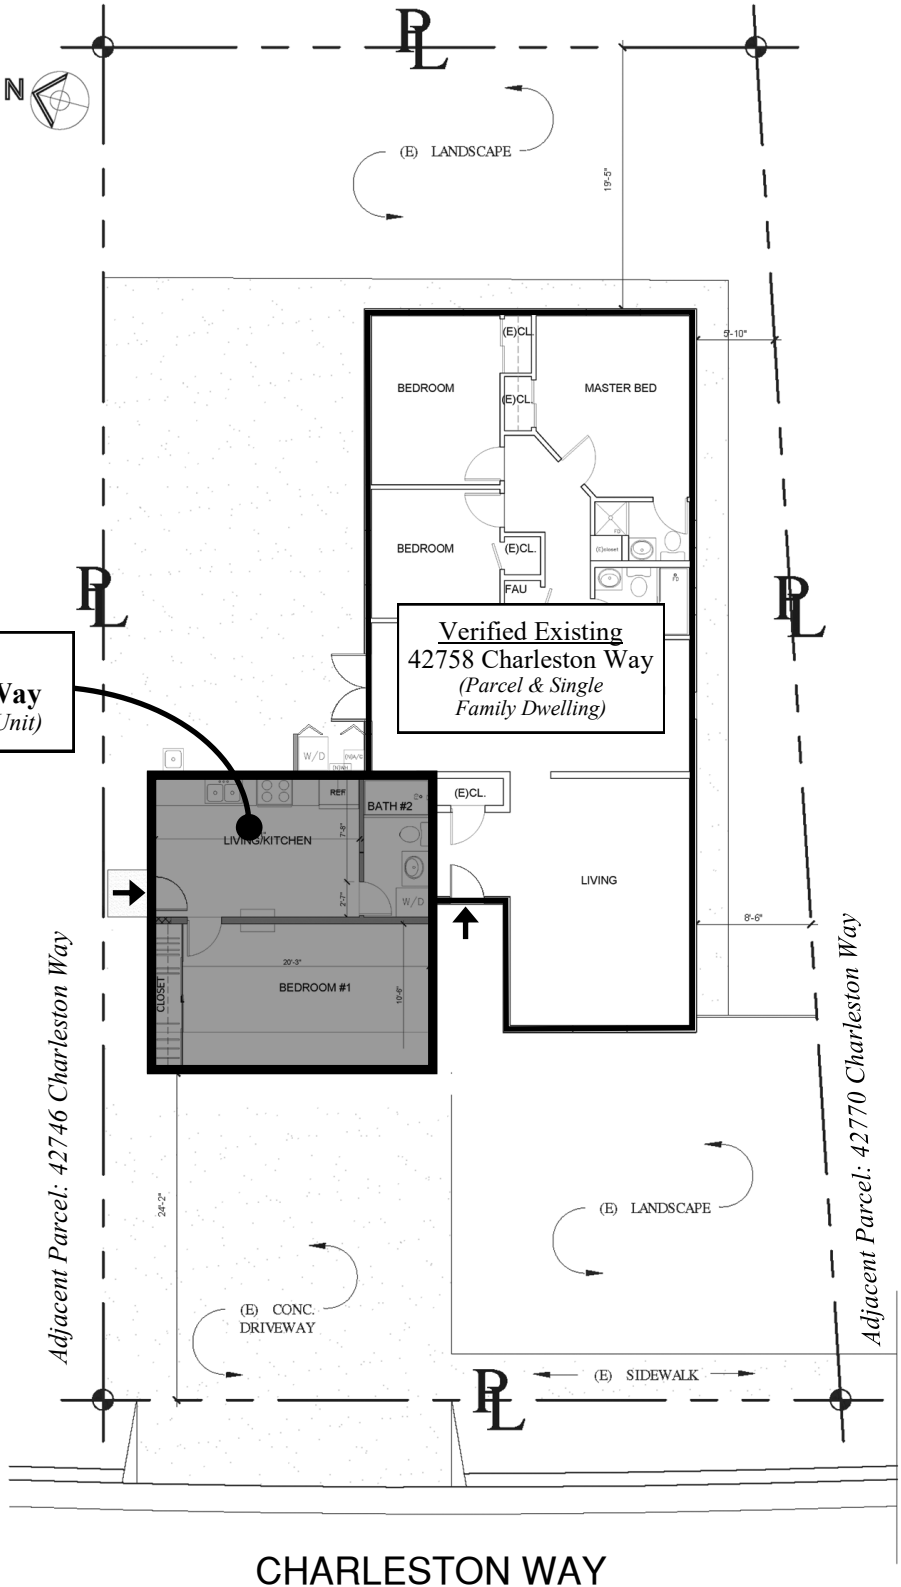 PL
N
(E) LANDSCAPE
19'-5"
5'-10"
(E)CL.
BEDROOM
MASTER BED
(E)CL.
BEDROOM
(E)CL.
(E)closet
FAU
PL
PL
Verified Existing
42758 Charleston Way
(Parcel & Single
Family Dwelling)
Way
Unit)
W/D
REF
BATH #2
(E)CL.
LIVING/KITCHEN
7'-8"
LIVING
2'-7"
W/D
8'-6"
20'-3"
CLOSET
BEDROOM #1
10'-6"
Adjacent Parcel: 42746 Charleston Way
Adjacent Parcel: 42770 Charleston Way
24'-2"
(E) LANDSCAPE
(E) CONC.
DRIVEWAY
(E) SIDEWALK
PL
CHARLESTON WAY